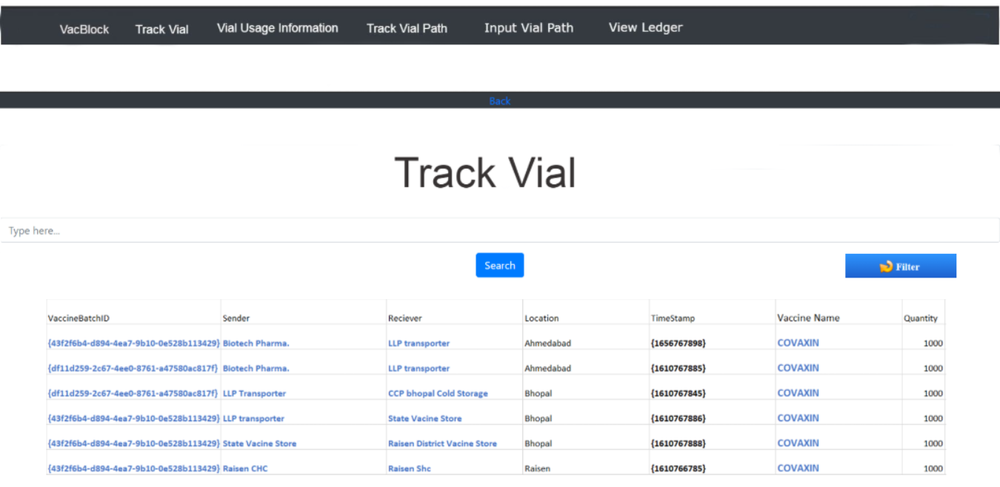 VacBlock Track Vial Vial Usage Information Track Vial Path Input Vial Path View Ledger
Back
Track Vial
Type here...
Search Filter
VaccineBatchID Sender Reciever Location TimeStamp Vaccine Name Quantity
{43f2f6b4-d894-4ea7-9b10-0e528b113429} Biotech Pharma. LLP transporter Ahmedabad {1656767898} COVAXIN 1000
{df11d259-2c67-4ee0-8761-a47580ac817f} Biotech Pharma. LLP transporter Ahmedabad {1610767885} COVAXIN 1000
{df11d259-2c67-4ee0-8761-a47580ac817f} LLP Transporter CCP bhopal Cold Storage Bhopal {1610767845} COVAXIN 1000
{43f2f6b4-d894-4ea7-9b10-0e528b113429} LLP transporter State Vacine Store Bhopal {1610767886} COVAXIN 1000
{43f2f6b4-d894-4ea7-9b10-0e528b113429} State Vacine Store Raisen District Vacine Store Bhopal {1610767888} COVAXIN 1000
{43f2f6b4-d894-4ea7-9b10-0e528b113429} Raisen CHC Raisen Shc Raisen {1610766785} COVAXIN 1000